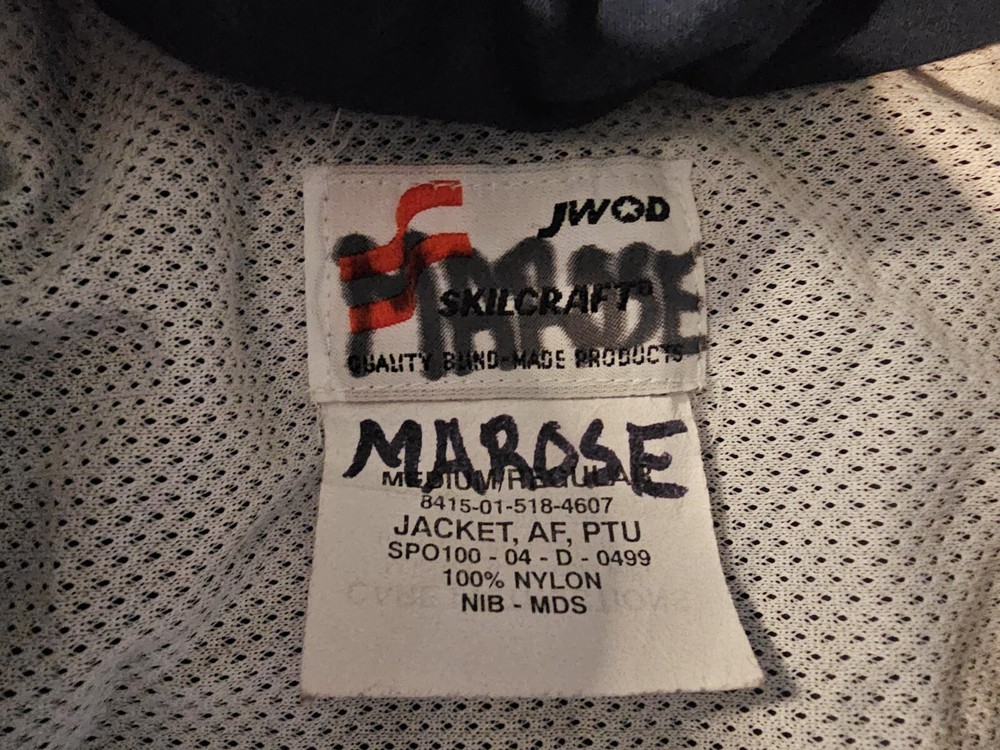 JWOD
MAROSE
SKILCRAFT®
QUALITY BLIND-MADE PRODUCTS
MAROSE
MEDIUM/REGULAR
8415-01-518-4607
JACKET, AF, PTU
SPO100 - 04 - D - 0499
100% NYLON
NIB - MDS